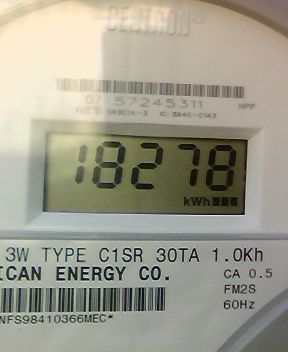 CENTRON®
07 57245311
HPP
18278
kWh
3W TYPE C1SR 30TA 1.0Kh
ICAN ENERGY CO.
CA 0.5
FM2S
60Hz
NFS98410366MEC*